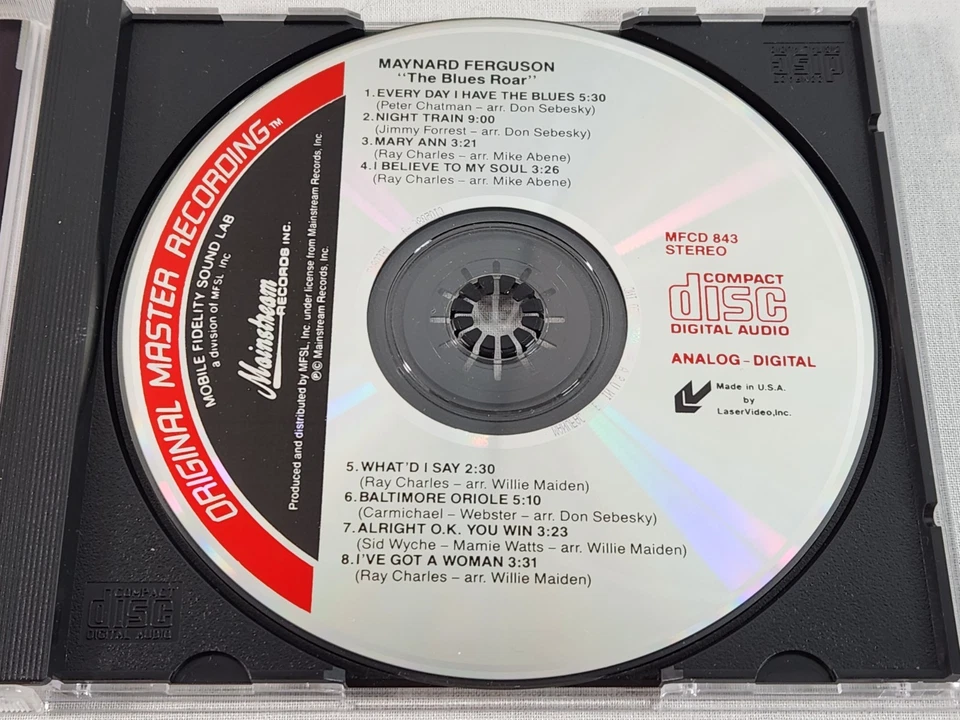 MAYNARD FERGUSON
"The Blues Roar"
1. EVERY DAY I HAVE THE BLUES 5:30
(Peter Chatman – arr. Don Sebesky)
2. NIGHT TRAIN 9:00
(Jimmy Forrest – arr. Don Sebesky)
3. MARY ANN 3:21
(Ray Charles – arr. Mike Abene)
4. I BELIEVE TO MY SOUL 3:26
(Ray Charles – arr. Mike Abene)
ORIGINAL MASTER RECORDING™
MOBILE FIDELITY SOUND LAB
a division of MFSL Inc
Mainstream
RECORDS INC.
Produced and distributed by MFSL, Inc. under license from Mainstream Records, Inc
℗© Mainstream Records, Inc.
MFCD 843
STEREO
COMPACT
disc
DIGITAL AUDIO
ANALOG – DIGITAL
Made in U.S.A.
by
LaserVideo, Inc.
5. WHAT'D I SAY 2:30
(Ray Charles – arr. Willie Maiden)
6. BALTIMORE ORIOLE 5:10
(Carmichael – Webster – arr. Don Sebesky)
7. ALRIGHT O.K. YOU WIN 3:23
(Sid Wyche – Mamie Watts – arr. Willie Maiden)
8. I'VE GOT A WOMAN 3:31
(Ray Charles – arr. Willie Maiden)
COMPACT
disc
DIGITAL AUDIO